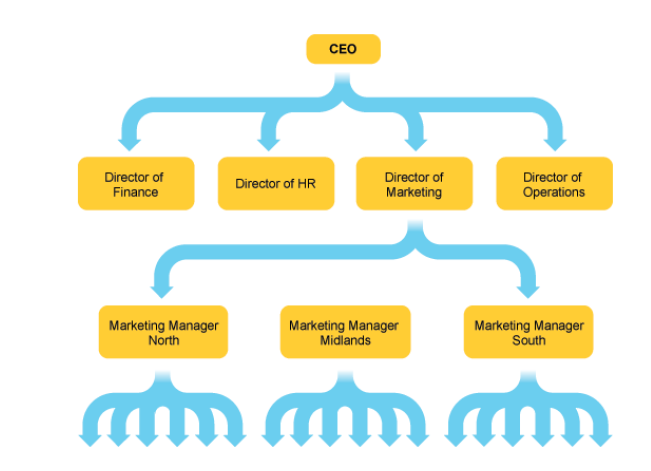 CEO
Director of
Finance
Director of HR
Director of
Marketing
Director of
Operations
Marketing Manager
North
Marketing Manager
Midlands
Marketing Manager
South